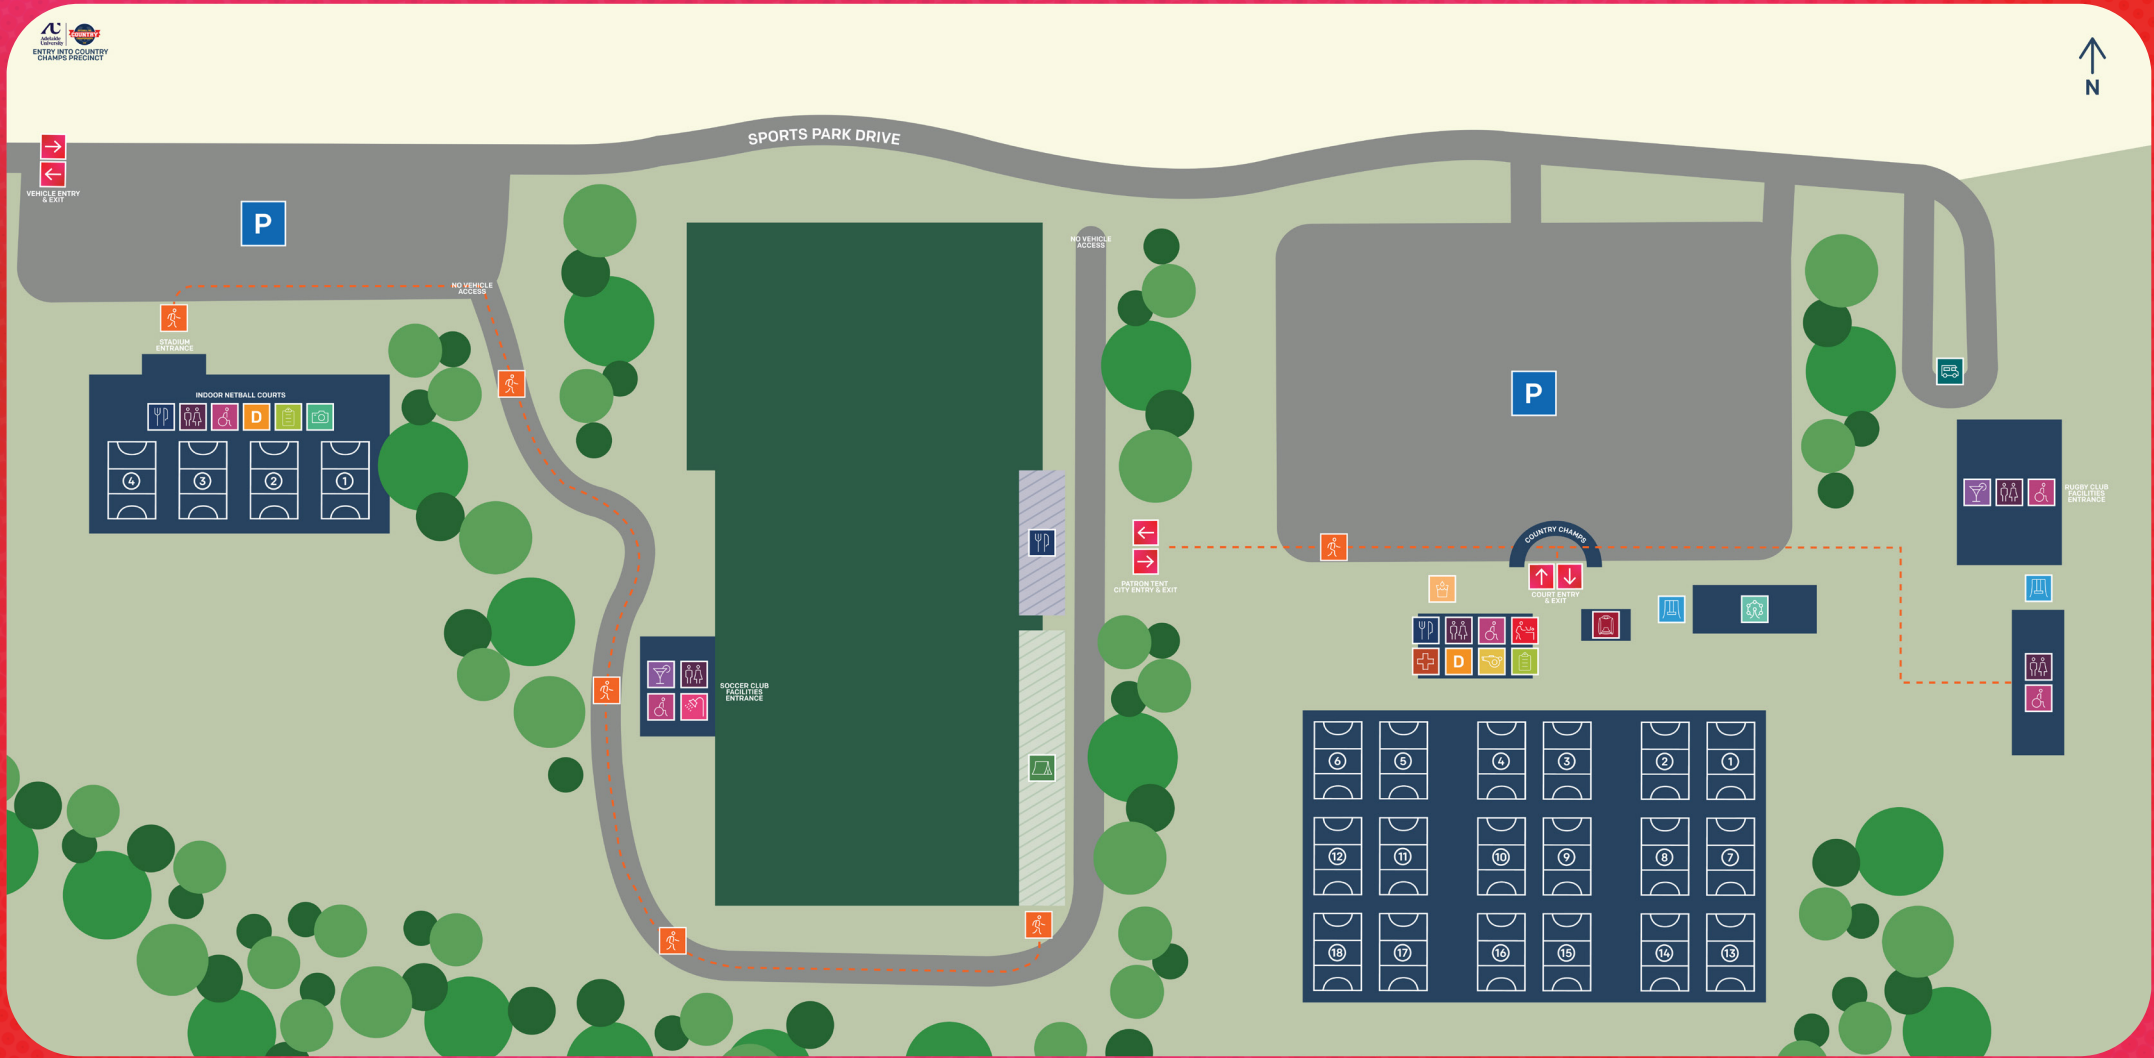 Adelaide
University
COUNTRY
ENTRY INTO COUNTRY
CHAMPS PRECINCT
N
SPORTS PARK DRIVE
VEHICLE ENTRY
& EXIT
P
NO VEHICLE
ACCESS
NO VEHICLE
ACCESS
STADIUM
ENTRANCE
INDOOR NETBALL COURTS
D
4
3
2
1
P
RUGBY CLUB
FACILITIES
ENTRANCE
COUNTRY CHAMPS
PATRON TENT
CITY ENTRY & EXIT
COURT ENTRY
& EXIT
D
SOCCER CLUB
FACILITIES
ENTRANCE
6
5
4
3
2
1
12
11
10
9
8
7
18
17
16
15
14
13